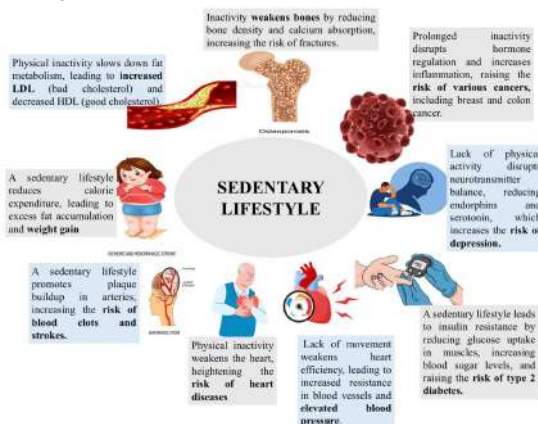 Inactivity weakens bones by reducing
bone density and calcium absorption,
increasing the risk of fractures.
Physical inactivity slows down fat
metabolism, leading to increased
LDL (bad cholesterol) and
decreased HDL (good cholesterol).
Prolonged inactivity
disrupts hormone
regulation and increases
inflammation, raising the
risk of various cancers,
including breast and colon
cancer.
A sedentary lifestyle
reduces calorie
expenditure, leading to
excess fat accumulation
and weight gain
SEDENTARY
LIFESTYLE
Lack of physical
activity disrupts
neurotransmitter
balance, reducing
endorphins and
serotonin, which
increases the risk of
depression.
A sedentary lifestyle
promotes plaque
buildup in arteries,
increasing the risk of
blood clots and
strokes.
Physical inactivity
weakens the heart,
heightening the
risk of heart
diseases
Lack of movement
weakens heart
efficiency, leading to
increased resistance
in blood vessels and
elevated blood
pressure.
A sedentary lifestyle leads
to insulin resistance by
reducing glucose uptake
in muscles, increasing
blood sugar levels, and
raising the risk of type 2
diabetes.